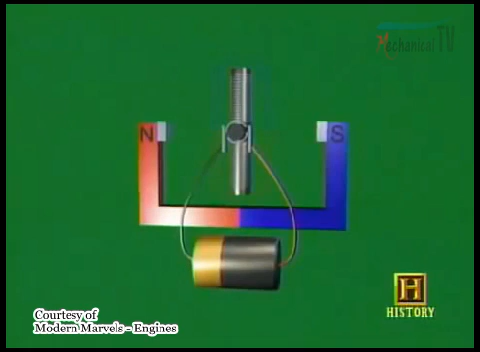 Mechanical TV
N
S
H
HISTORY
Courtesy of
Modern Marvels - Engines